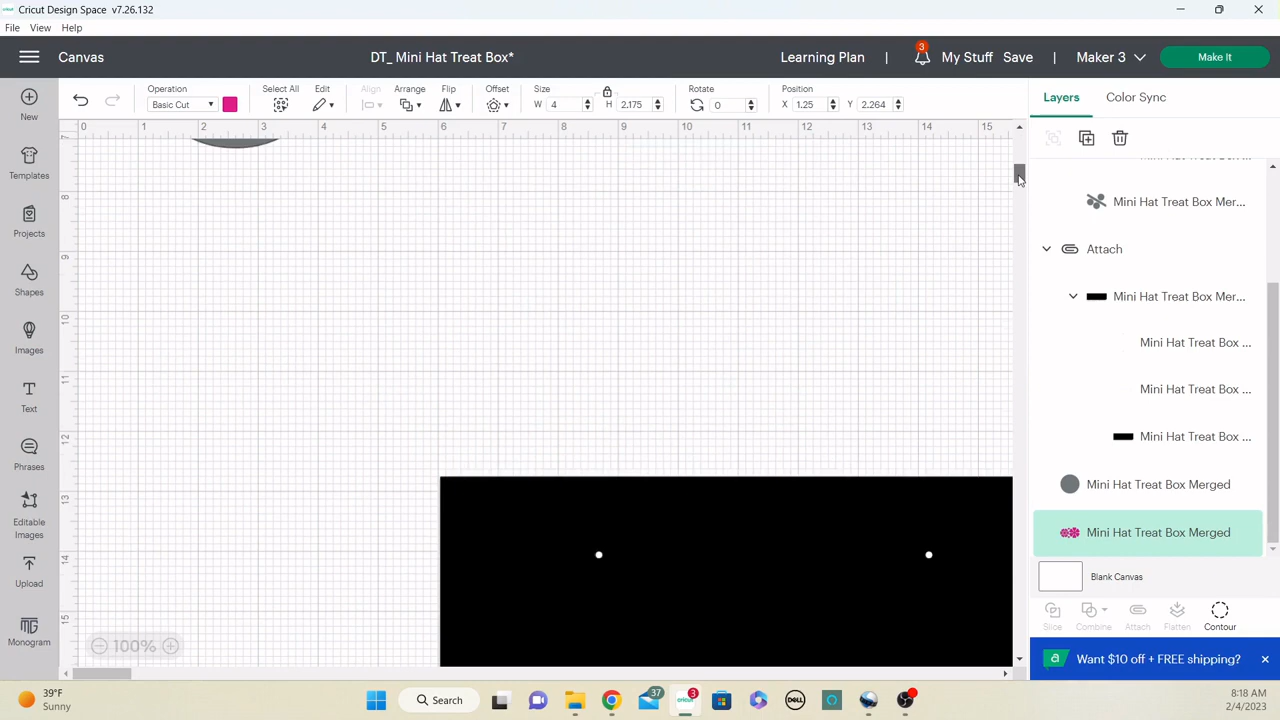 Cricut Design Space v7.26.132
File View Help
Canvas
DT_ Mini Hat Treat Box*
Learning Plan | 3 My Stuff Save | Maker 3 Make It
Operation Select All Edit Align Arrange Flip Offset Size Rotate Position
Basic Cut W 4 H 2.175 0 X 1.25 Y 2.264
Layers Color Sync
0 1 2 3 4 5 6 7 8 9 10 11 12 13 14 15
7
8
9
10
11
12
13
14
15
New
Templates
Projects
Shapes
Images
Text
Phrases
Editable
Images
Upload
Monogram
100%
Mini Hat Treat Box Mer...
Attach
Mini Hat Treat Box Mer...
Mini Hat Treat Box ...
Mini Hat Treat Box ...
Mini Hat Treat Box ...
Mini Hat Treat Box Merged
Mini Hat Treat Box Merged
Blank Canvas
Slice Combine Attach Flatten Contour
a Want $10 off + FREE shipping?
39°F
Sunny
Search
37
cricut
3
DELL
8:18 AM
2/4/2023